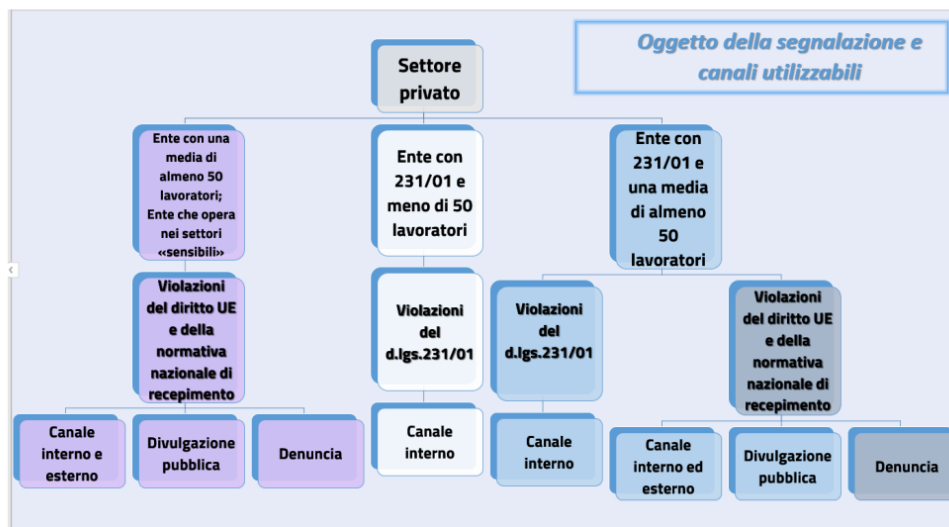 Oggetto della segnalazione e
canali utilizzabili
Settore
privato
Ente con una
media di
almeno 50
lavoratori;
Ente che opera
nei settori
«sensibili»
Ente con
231/01 e
meno di 50
lavoratori
Ente con
231/01 e
una media
di almeno
50
lavoratori
Violazioni
del diritto UE
e della
normativa
nazionale di
recepimento
Violazioni
del
d.lgs.231/01
Violazioni
del
d.lgs.231/01
Violazioni
del diritto UE
e della
normativa
nazionale di
recepimento
Canale
interno e
esterno
Divulgazione
pubblica
Denuncia
Canale
interno
Canale
interno
Canale
interno ed
esterno
Divulgazione
pubblica
Denuncia